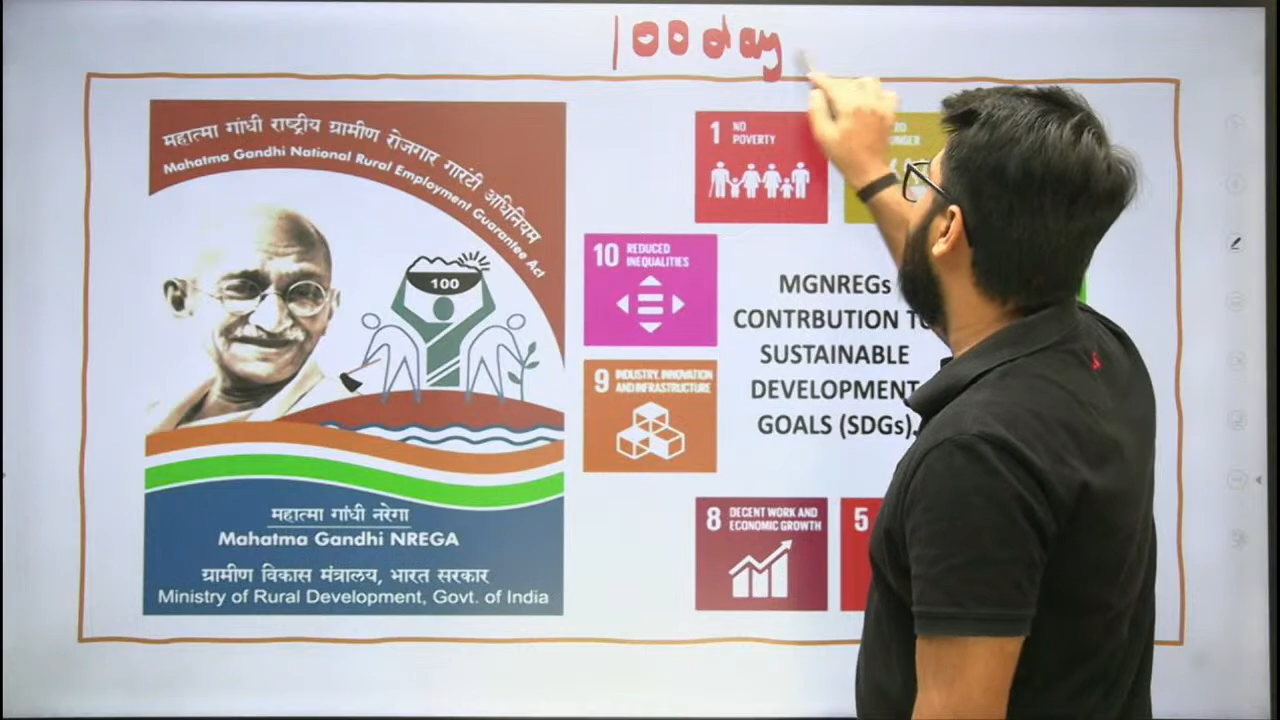 100 day
महात्मा गांधी राष्ट्रीय ग्रामीण रोजगार गारंटी अधिनियम
Mahatma Gandhi National Rural Employment Guarantee Act
100
महात्मा गांधी नरेगा
Mahatma Gandhi NREGA
ग्रामीण विकास मंत्रालय, भारत सरकार
Ministry of Rural Development, Govt. of India
1 NO
POVERTY
10 REDUCED
INEQUALITIES
9 INDUSTRY, INNOVATION
AND INFRASTRUCTURE
MGNREGs
CONTRBUTION
SUSTAINABLE
DEVELOPMENT
GOALS (SDGs).
8 DECENT WORK AND
ECONOMIC GROWTH
5